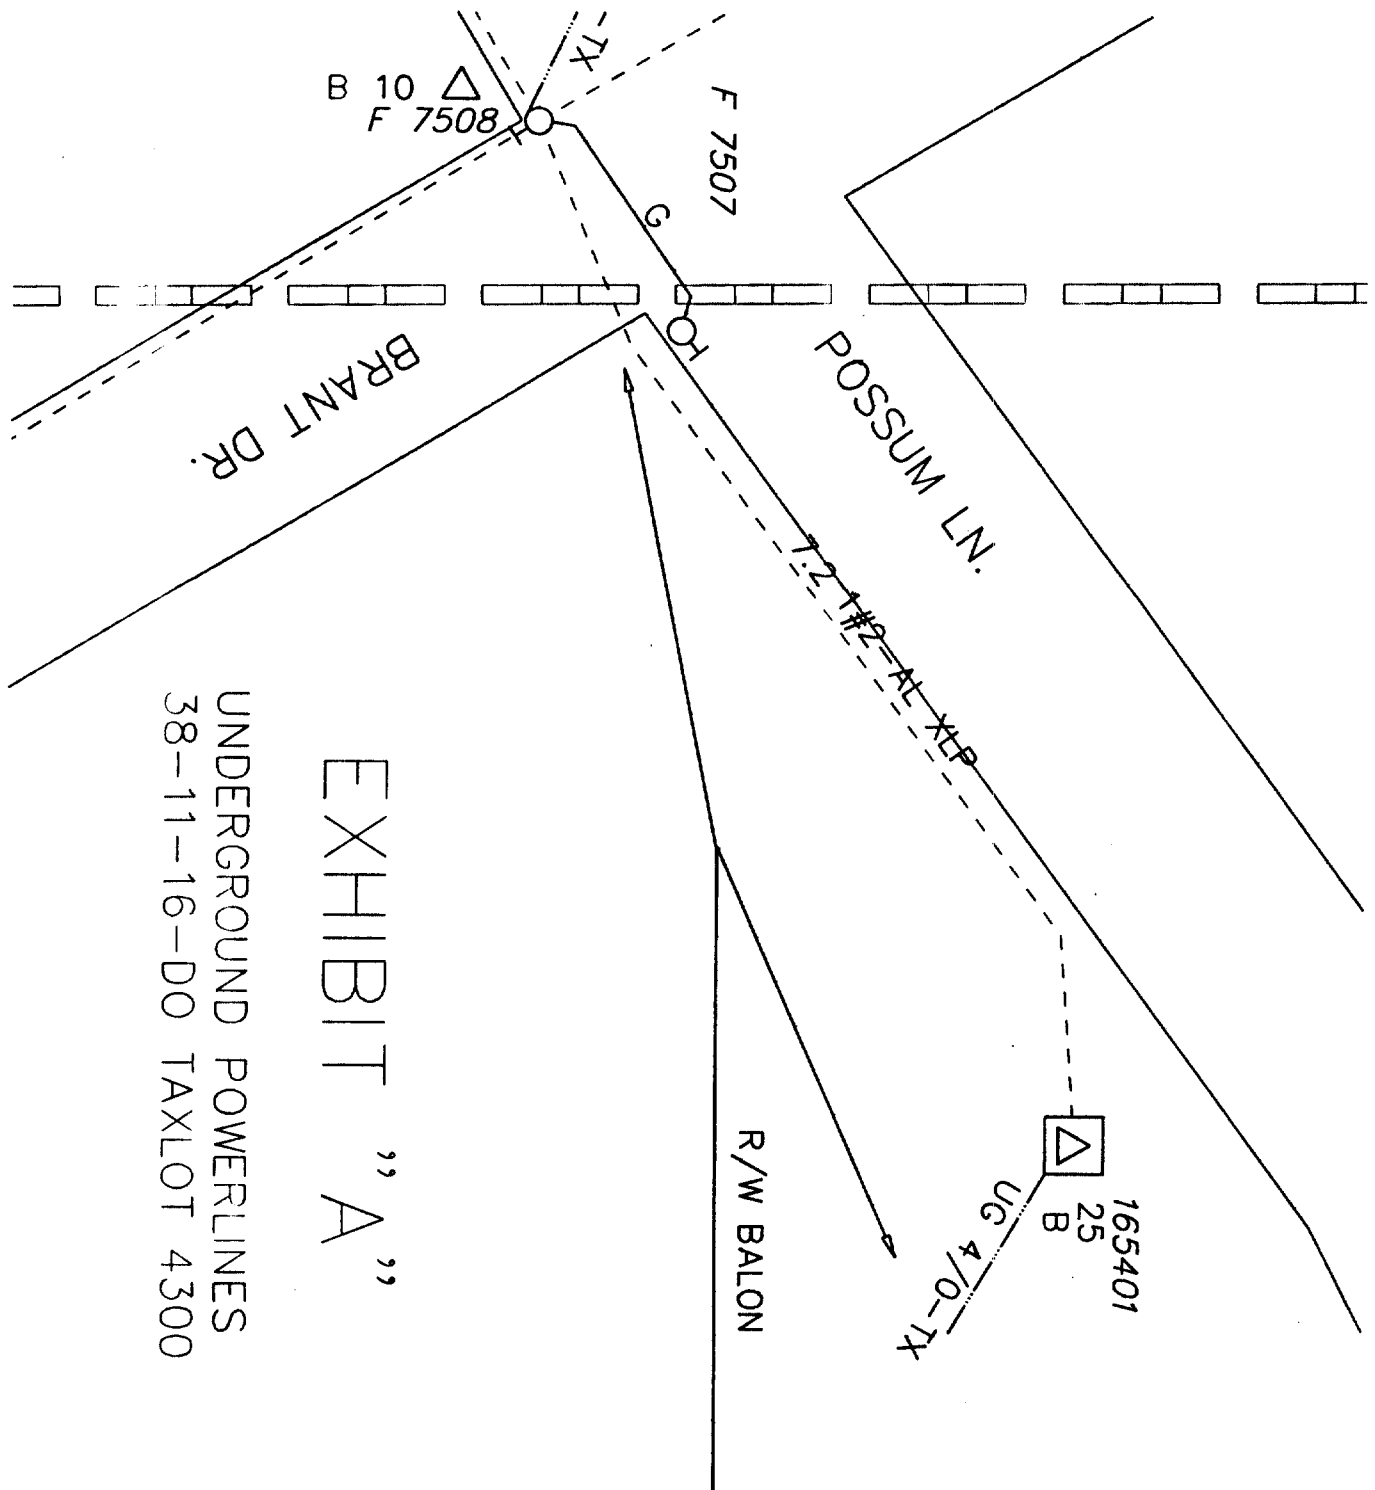 -TX
B 10
F 7508
F 7507
G
BRANT DR.
POSSUM LN.
7.2 1#2-AL XLP
165401
25
B
UG 4/0-TX
R/W BALON
EXHIBIT "A"
UNDERGROUND POWERLINES
38-11-16-D0 TAXLOT 4300